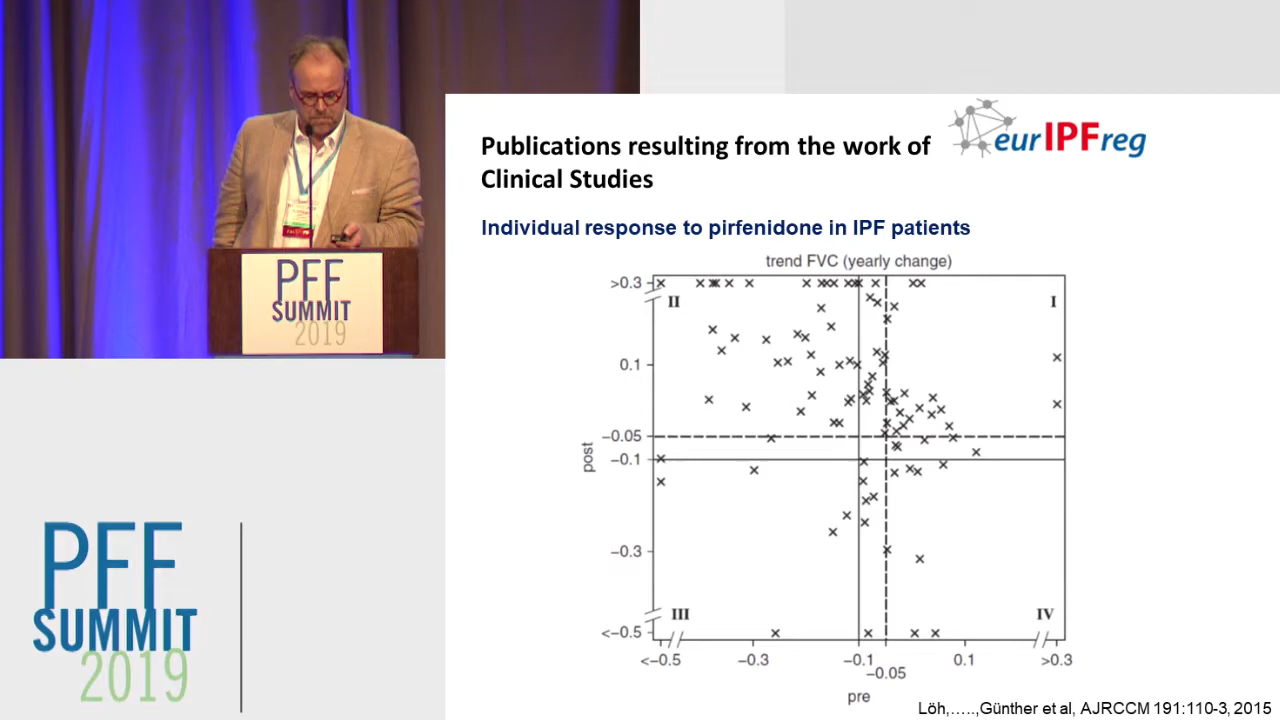 PFF
SUMMIT
2019
PFF
SUMMIT
2019
Publications resulting from the work of
Clinical Studies
eurIPFreg
Individual response to pirfenidone in IPF patients
trend FVC (yearly change)
>0.3
II
I
0.1
−0.05
−0.1
post
−0.3
III
IV
<−0.5
<−0.5
−0.3
−0.1
−0.05
0.1
>0.3
pre
Löh,…..,Günther et al, AJRCCM 191:110-3, 2015